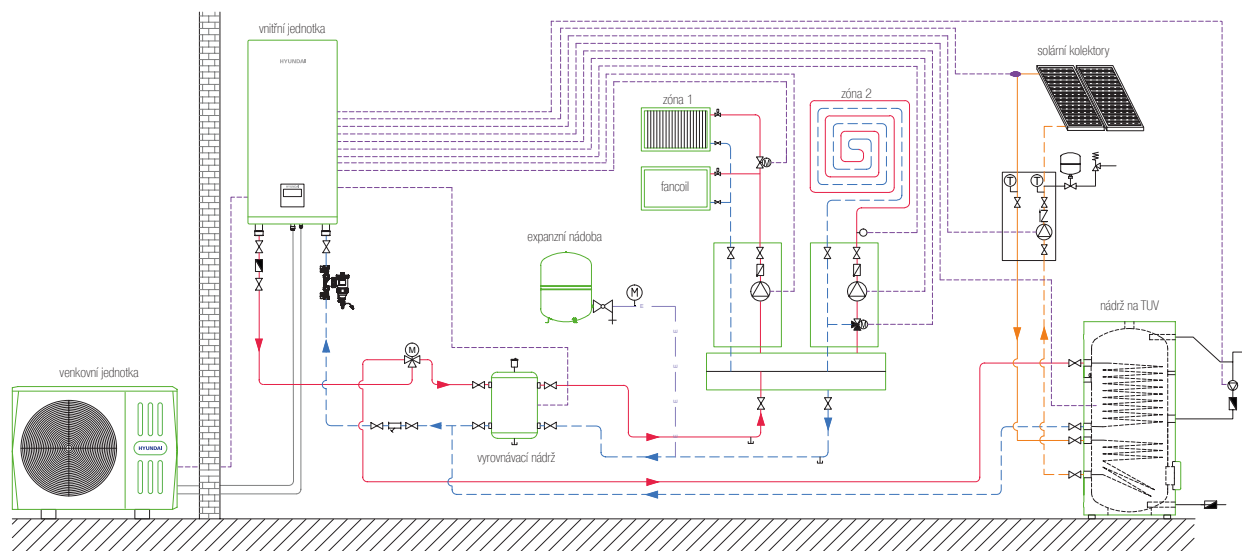 vnitřní jednotka
HYUNDAI
solární kolektory
zóna 1
zóna 2
T
T
M
fancoil
expanzní nádoba
M
E
E
E
E
M
nádrž na TUV
M
venkovní jednotka
HYUNDAI
vyrovnávací nádrž